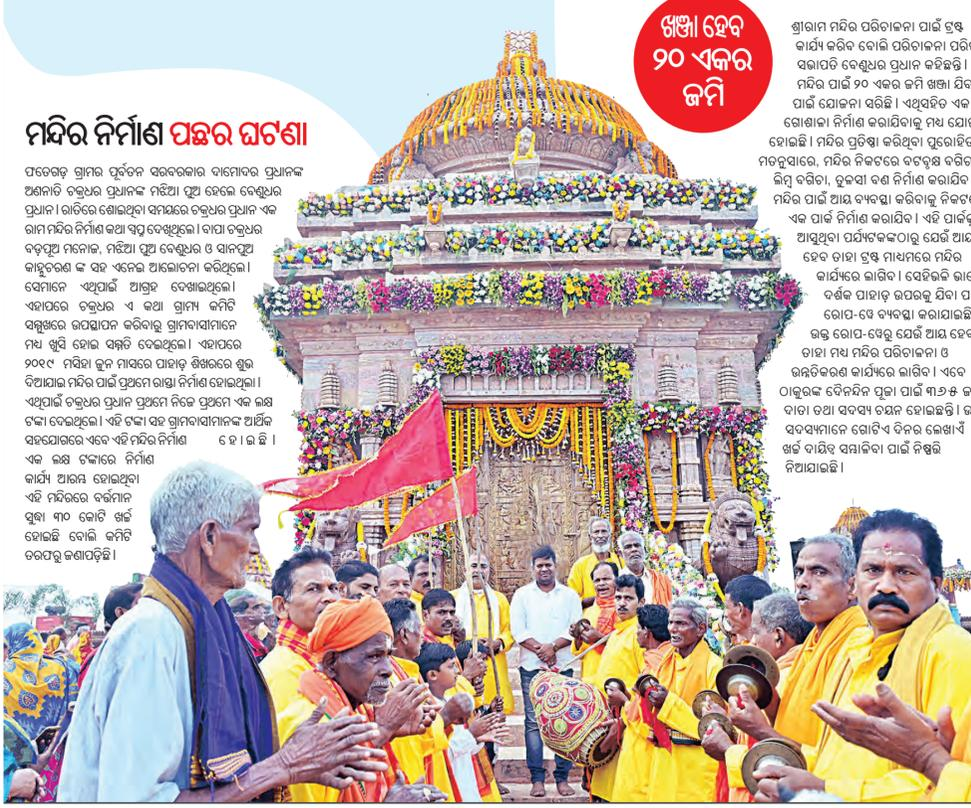 ମନ୍ଦିର ନିର୍ମାଣ ପଛର ଘଟଣା
ଫତେଗଡ଼ ଗ୍ରାମର ପୂର୍ବତନ ସରବରକାର ଦାମୋଦର ପ୍ରଧାନଙ୍କ
ଅଣନାତି ଚକ୍ରଧର ପ୍ରଧାନଙ୍କ ମଝିଆ ପୁଅ ହେଲେ ବେଣୁଧର
ପ୍ରଧାନ। ରାତିରେ ଶୋଇଥିବା ସମୟରେ ଚକ୍ରଧର ପ୍ରଧାନ ଏକ
ରାମ ମନ୍ଦିର ନିର୍ମାଣ କଥା ସ୍ୱପ୍ନ ଦେଖିଥିଲେ। ବାପା ଚକ୍ରଧର
ବଡ଼ପୁଅ ମନୋଜ, ମଝିଆ ପୁଅ ବେଣୁଧର ଓ ସାନପୁଅ
କାହ୍ନୁଚରଣ ଙ୍କ ସହ ଏନେଇ ଆଲୋଚନା କରିଥିଲେ।
ସେମାନେ ଏଥିପାଇଁ ଆଗ୍ରହ ଦେଖାଇଥିଲେ।
ଏହାପରେ ଚକ୍ରଧର ଏ କଥା ଗ୍ରାମ୍ୟ କମିଟି
ସମ୍ମୁଖରେ ଉପସ୍ଥାପନ କରିବାରୁ ଗ୍ରାମବାସୀମାନେ
ମଧ୍ୟ ଖୁସି ହୋଇ ସମ୍ମତି ଦେଇଥିଲେ। ଏହାପରେ
୨୦୧୯ ମସିହା ଜୁନ ମାସରେ ପାହାଡ଼ ଶିଖରରେ ଶୁଭ
ଦିଆଯାଇ ମନ୍ଦିର ପାଇଁ ପ୍ରଥମେ ରାସ୍ତା ନିର୍ମାଣ ହୋଇଥିଲା।
ଏଥିପାଇଁ ଚକ୍ରଧର ପ୍ରଧାନ ପ୍ରଥମେ ନିଜେ ପ୍ରଥମେ ଏକ ଲକ୍ଷ
ଟଙ୍କା ଦେଇଥିଲେ। ଏହି ଟଙ୍କା ସହ ଗ୍ରାମବାସୀମାନଙ୍କ ଆର୍ଥିକ
ସହଯୋଗରେ ଏବେ ଏହି ମନ୍ଦିର ନିର୍ମାଣ ହୋଇଛି।
ଏକ ଲକ୍ଷ ଟଙ୍କାରେ ନିର୍ମାଣ
କାର୍ଯ୍ୟ ଆରମ୍ଭ ହୋଇଥିବା
ଏହି ମନ୍ଦିରରେ ବର୍ତ୍ତମାନ
ସୁଦ୍ଧା ୩୦ କୋଟି ଖର୍ଚ୍ଚ
ହୋଇଛି ବୋଲି କମିଟି
ତରଫରୁ ଜଣାପଡ଼ିଛି।
ଖଞ୍ଜା ହେବ
୨୦ ଏକର
ଜମି
ଶ୍ରୀରାମ ମନ୍ଦିର ପରିଚାଳନା ପାଇଁ ଟ୍ରଷ୍ଟ
କାର୍ଯ୍ୟ କରିବ ବୋଲି ପରିଚାଳନା
ସଭାପତି ବେଣୁଧର ପ୍ରଧାନ କହିଛନ୍ତି।
ମନ୍ଦିର ପାଇଁ ୨୦ ଏକର ଜମି ଖଞ୍ଜା
ପାଇଁ ଯୋଜନା ସରିଛି। ଏଥିସହିତ ଏକ
ଗୋଶାଳା ନିର୍ମାଣ କରାଯିବାକୁ ମଧ୍ୟ
ହୋଇଛି। ମନ୍ଦିର ପ୍ରତିଷ୍ଠା କରିଥିବା
ମତନୁସାରେ, ମନ୍ଦିର ନିକଟରେ ବଟବୃକ୍ଷ
ଲିମ୍ବ ବଗିଚା, ତୁଳସୀ ବଣ ନିର୍ମାଣ କରାଯିବ
ମନ୍ଦିର ପାଇଁ ଆୟ ବ୍ୟବସ୍ଥା କରିବାକୁ
ଏକ ପାର୍କ ନିର୍ମାଣ କରାଯିବ। ଏହି
ଆସୁଥିବା ପର୍ଯ୍ୟଟକଙ୍କଠାରୁ ଯେଉଁ
ହେବ ତାହା ଟ୍ରଷ୍ଟ ମାଧ୍ୟମରେ ମନ୍ଦିର
କାର୍ଯ୍ୟରେ ଲାଗିବ। ସେହିଭଳି
ଦର୍ଶକ ପାହାଡ଼ ଉପରକୁ ଯିବା
ରୋପ-ୱେ ବ୍ୟବସ୍ଥା କରାଯାଇଛି
ଉକ୍ତ ରୋପ-ୱେରୁ ଯେଉଁ ଆୟ ହେବ
ତାହା ମଧ୍ୟ ମନ୍ଦିର ପରିଚାଳନା ଓ
ଉନ୍ନତିକରଣ କାର୍ଯ୍ୟରେ ଲାଗିବ। ଏବେ
ଠାକୁରଙ୍କ ଦୈନନ୍ଦିନ ପୂଜା ପାଇଁ ୩୬୫
ଦାତା ତଥା ସଦସ୍ୟ ଚୟନ ହୋଇଛନ୍ତି।
ସଦସ୍ୟମାନେ ଗୋଟିଏ ଦିନର ଲେଖାଏଁ
ଖର୍ଚ୍ଚ ଦାୟିତ୍ୱ ସମ୍ଭାଳିବା ପାଇଁ ନିଷ୍ପତ୍ତି
ନିଆଯାଇଛି।